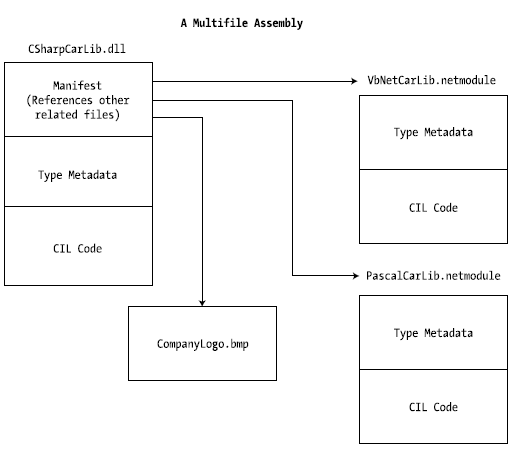 A Multifile Assembly
CSharpCarLib.dll
Manifest
(References other
related files)
Type Metadata
CIL Code
CompanyLogo.bmp
VbNetCarLib.netmodule
Type Metadata
CIL Code
PascalCarLib.netmodule
Type Metadata
CIL Code